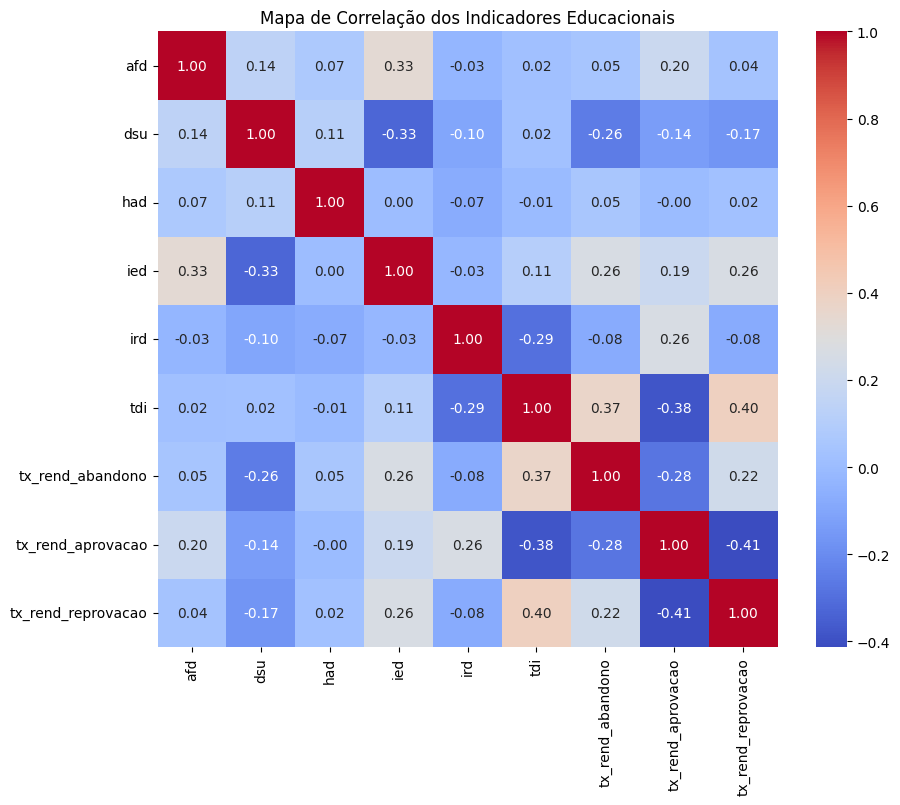 Mapa de Correlação dos Indicadores Educacionais
afd 1.00 0.14 0.07 0.33 -0.03 0.02 0.05 0.20 0.04
dsu 0.14 1.00 0.11 -0.33 -0.10 0.02 -0.26 -0.14 -0.17
had 0.07 0.11 1.00 0.00 -0.07 -0.01 0.05 -0.00 0.02
ied 0.33 -0.33 0.00 1.00 -0.03 0.11 0.26 0.19 0.26
ird -0.03 -0.10 -0.07 -0.03 1.00 -0.29 -0.08 0.26 -0.08
tdi 0.02 0.02 -0.01 0.11 -0.29 1.00 0.37 -0.38 0.40
tx_rend_abandono 0.05 -0.26 0.05 0.26 -0.08 0.37 1.00 -0.28 0.22
tx_rend_aprovacao 0.20 -0.14 -0.00 0.19 0.26 -0.38 -0.28 1.00 -0.41
tx_rend_reprovacao 0.04 -0.17 0.02 0.26 -0.08 0.40 0.22 -0.41 1.00
afd dsu had ied ird tdi tx_rend_abandono tx_rend_aprovacao tx_rend_reprovacao
1.0
0.8
0.6
0.4
0.2
0.0
−0.2
−0.4